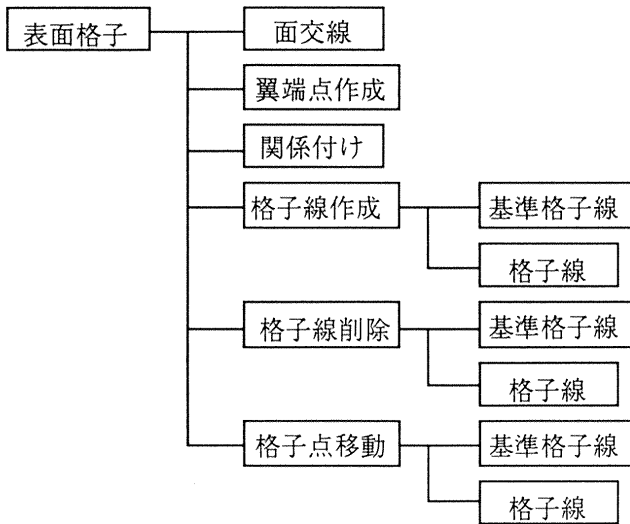 表面格子
面交線
翼端点作成
関係付け
格子線作成
基準格子線
格子線
格子線削除
基準格子線
格子線
格子点移動
基準格子線
格子線